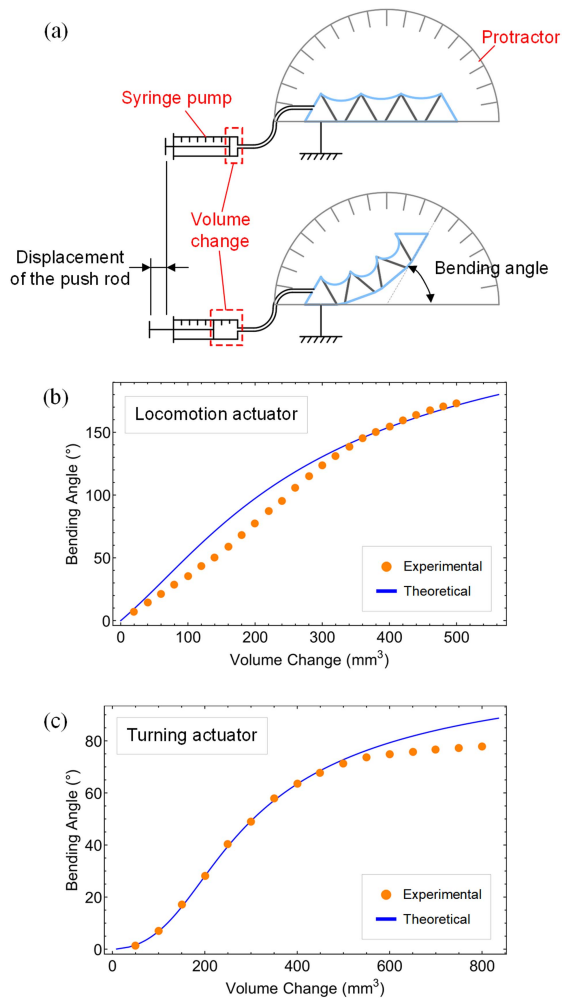 (a)
Protractor
Syringe pump
Volume
change
Displacement
of the push rod
Bending angle
(b)
Locomotion actuator
Bending Angle (°)
150
100
50
0
Experimental
Theoretical
0 100 200 300 400 500
Volume Change (mm³)
(c)
Turning actuator
Bending Angle (°)
80
60
40
20
0
Experimental
Theoretical
0 200 400 600 800
Volume Change (mm³)